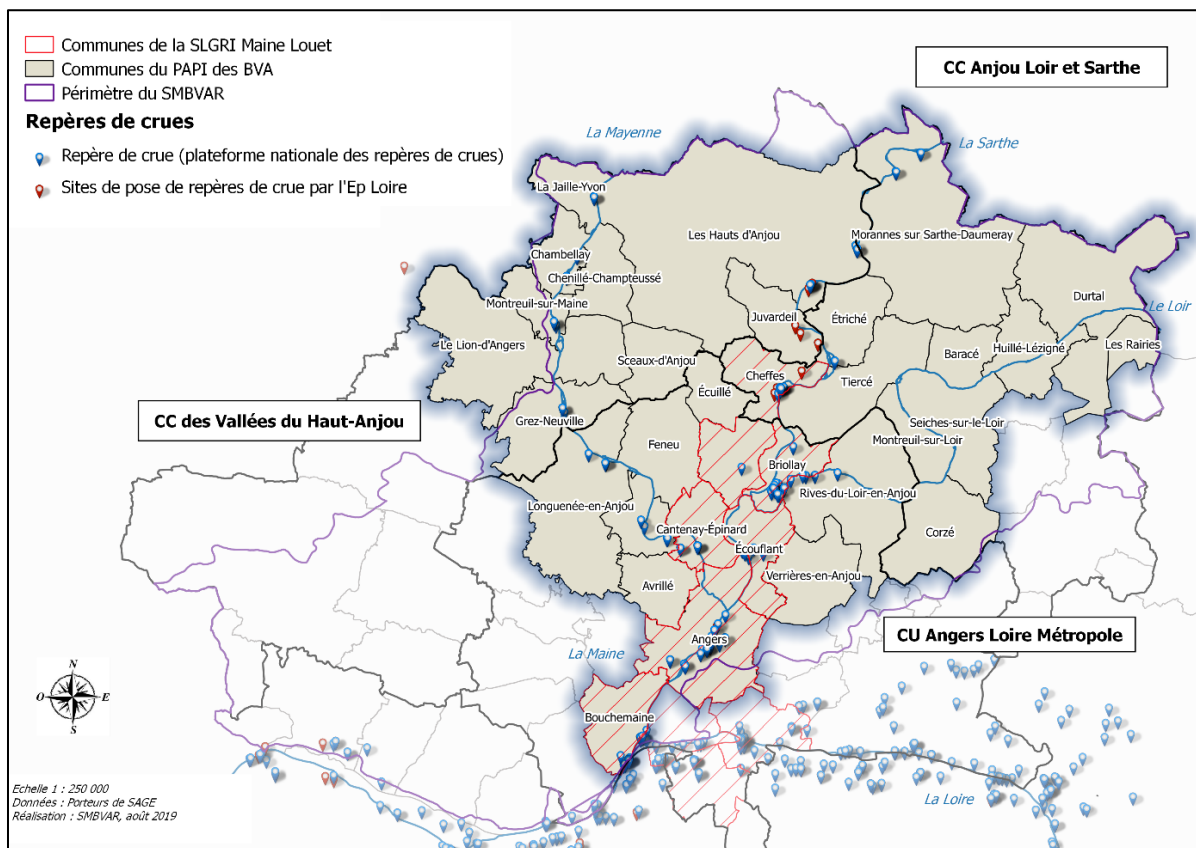 Communes de la SLGRI Maine Louet
Communes du PAPI des BVA
Périmètre du SMBVAR
Repères de crues
Repère de crue (plateforme nationale des repères de crues)
Sites de pose de repères de crue par l'Ep Loire
CC Anjou Loir et Sarthe
La Mayenne
La Sarthe
La Jaille-Yvon
Les Hauts d'Anjou
Morannes sur Sarthe-Daumeray
Chambellay
Chenillé-Champteussé
Durtal
Montreuil-sur-Maine
Le Loir
Juvardeil
Étriché
Le Lion-d'Angers
Huillé-Lézigné
Les Rairies
Baracé
Sceaux-d'Anjou
Cheffes
Tiercé
Écuillé
CC des Vallées du Haut-Anjou
Grez-Neuville
Seiches-sur-le-Loir
Feneu
Montreuil-sur-Loir
Briollay
Rives-du-Loir-en-Anjou
Longuenée-en-Anjou
Cantenay-Épinard
Corzé
Écouflant
Verrières-en-Anjou
Avrillé
CU Angers Loire Métropole
Angers
La Maine
N
O
E
S
Bouchemaine
La Loire
Echelle 1 : 250 000
Données : Porteurs de SAGE
Réalisation : SMBVAR, août 2019